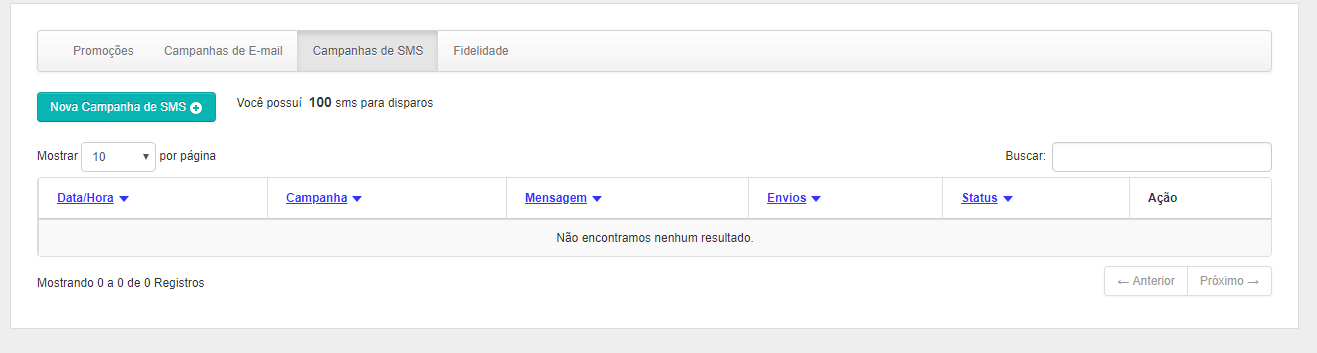 Promoções Campanhas de E-mail Campanhas de SMS Fidelidade
Nova Campanha de SMS Você possuí 100 sms para disparos
Mostrar 10 por página Buscar:
Data/Hora Campanha Mensagem Envios Status Ação
Não encontramos nenhum resultado.
Mostrando 0 a 0 de 0 Registros ← Anterior Próximo →